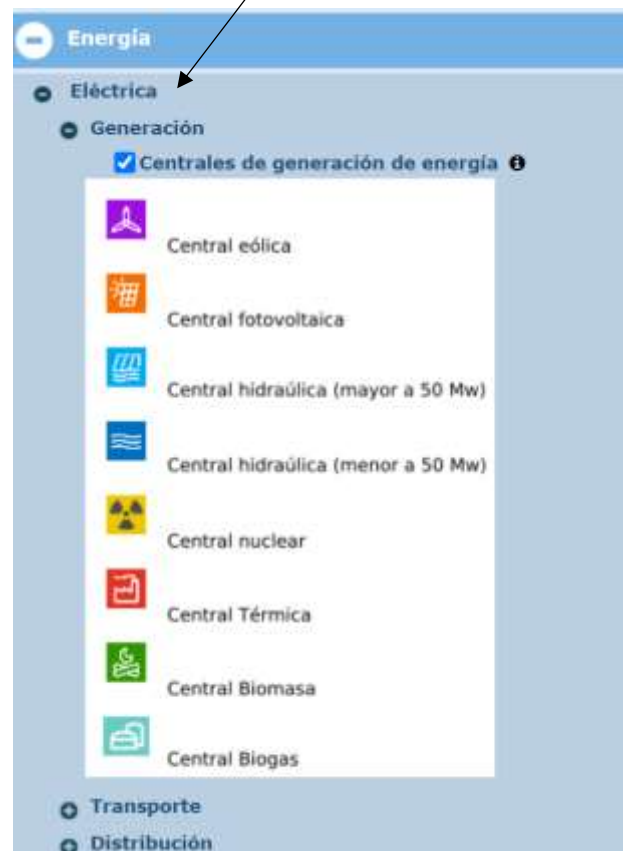 Energía
Eléctrica
Generación
Centrales de generación de energía
Central eólica
Central fotovoltaica
Central hidraúlica (mayor a 50 Mw)
Central hidraúlica (menor a 50 Mw)
Central nuclear
Central Térmica
Central Biomasa
Central Biogas
Transporte
Distribución